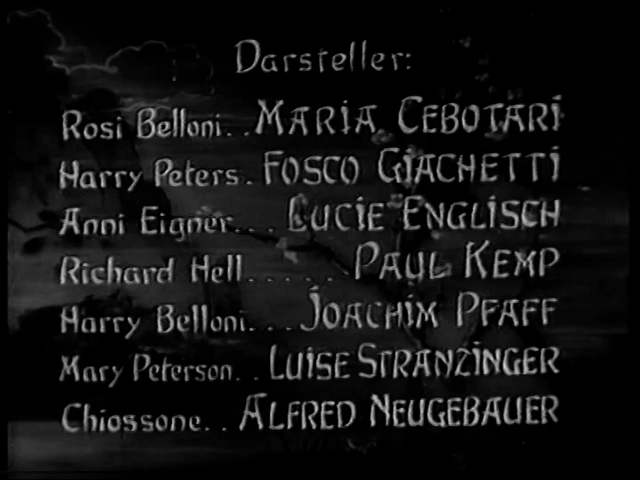 Darsteller:
Rosi Belloni. . MARIA CEBOTARI
Harry Peters. FOSCO GIACHETTI
Anni Eigner. . . LUCIE ENGLISCH
Richard Hell . . . . . PAUL KEMP
Harry Belloni. . . JOACHIM PFAFF
Mary Peterson. . LUISE STRANZINGER
Chiossone. . ALFRED NEUGEBAUER